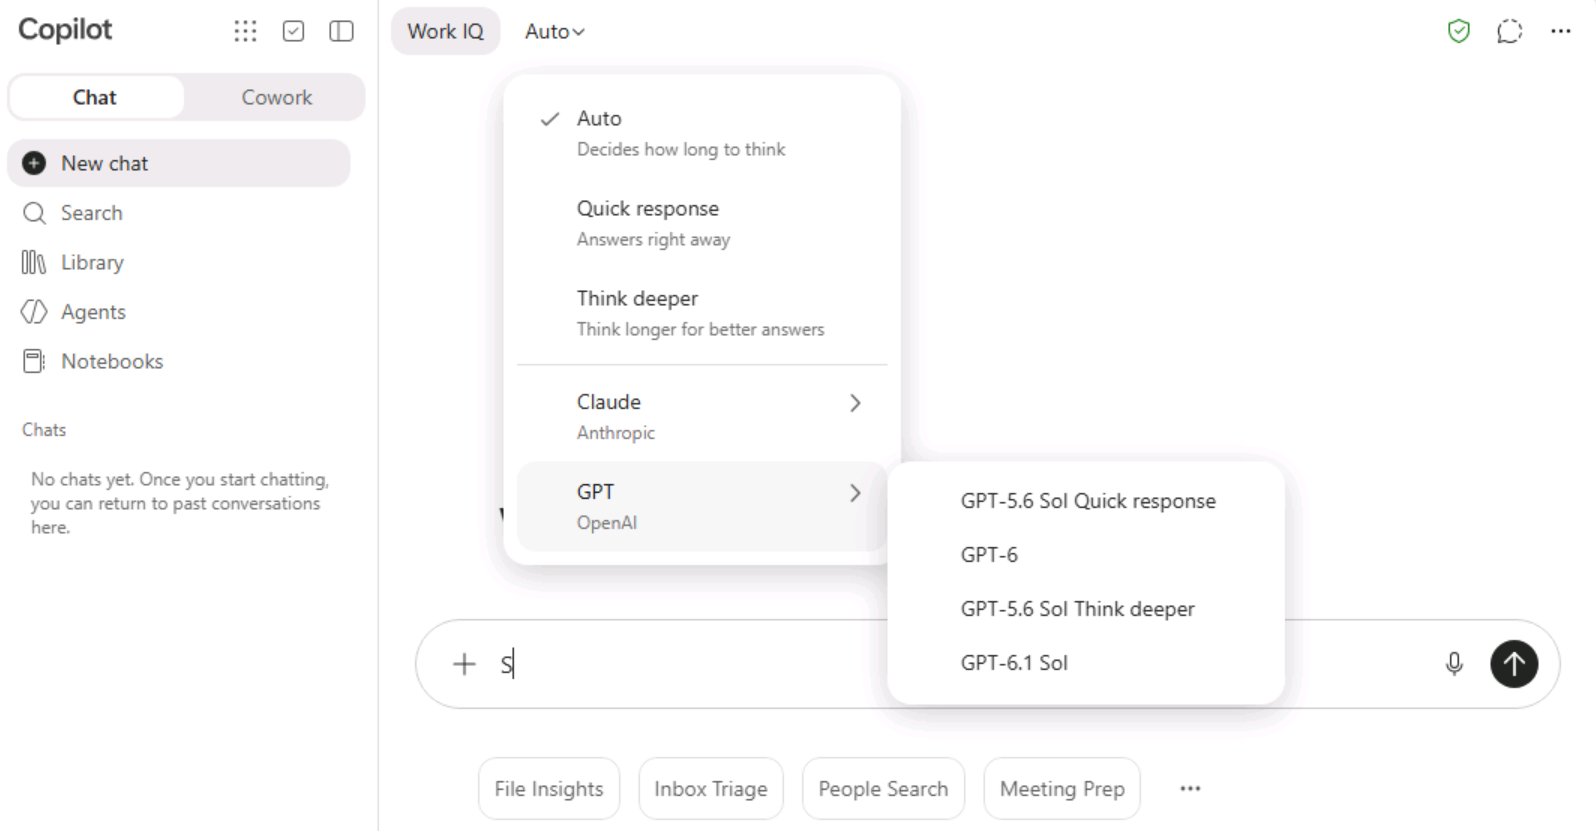 Copilot
Chat
Cowork
New chat
Search
Library
Agents
Notebooks
Chats
No chats yet. Once you start chatting,
you can return to past conversations
here.
Work IQ
Auto
Auto
Decides how long to think
Quick response
Answers right away
Think deeper
Think longer for better answers
Claude
Anthropic
GPT
OpenAI
GPT-5.6 Sol Quick response
GPT-6
GPT-5.6 Sol Think deeper
GPT-6.1 Sol
S
File Insights
Inbox Triage
People Search
Meeting Prep